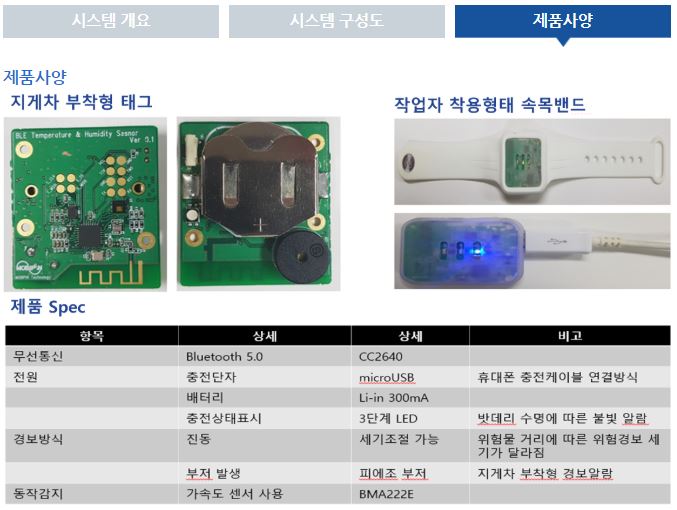 시스템 개요
시스템 구성도
제품사양
제품사양
지게차 부착형 태그
작업자 착용형태 속목밴드
BLE Temperature & Humidity Sesnor
Ver 0.1
제품 Spec
항목 상세 상세 비고
무선통신 Bluetooth 5.0 CC2640
전원 충전단자 microUSB 휴대폰 충전케이블 연결방식
배터리 Li-in 300mA
충전상태표시 3단계 LED 밧데리 수명에 따른 불빛 알람
경보방식 진동 세기조절 가능 위험물 거리에 따른 위험경보 세
기가 달라짐
부저 발생 피에조 부저 지게차 부착형 경보알람
동작감지 가속도 센서 사용 BMA222E